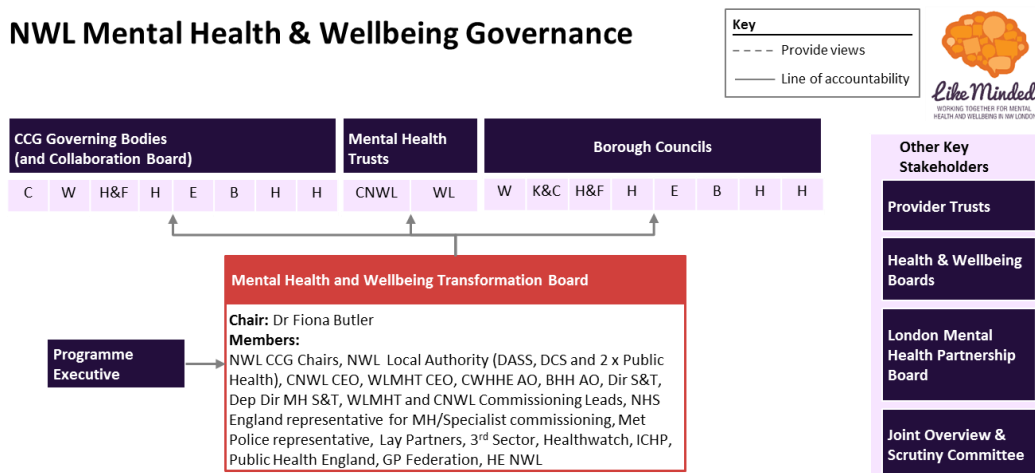 NWL Mental Health & Wellbeing Governance
Key
Provide views
Line of accountability
Like Minded
WORKING TOGETHER FOR MENTAL
HEALTH AND WELLBEING IN NW LONDON
CCG Governing Bodies
(and Collaboration Board)
C W H&F H E B H H
Mental Health
Trusts
CNWL WL
Borough Councils
W K&C H&F H E B H H
Other Key
Stakeholders
Provider Trusts
Health & Wellbeing
Boards
London Mental
Health Partnership
Board
Joint Overview &
Scrutiny Committee
Mental Health and Wellbeing Transformation Board
Chair: Dr Fiona Butler
Members:
NWL CCG Chairs, NWL Local Authority (DASS, DCS and 2 x Public
Health), CNWL CEO, WLMHT CEO, CWHHE AO, BHH AO, Dir S&T,
Dep Dir MH S&T, WLMHT and CNWL Commissioning Leads, NHS
England representative for MH/Specialist commissioning, Met
Police representative, Lay Partners, 3rd Sector, Healthwatch, ICHP,
Public Health England, GP Federation, HE NWL
Programme
Executive